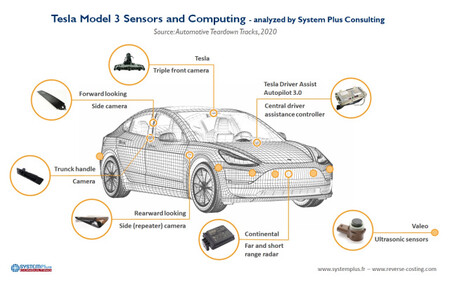 Tesla Model 3 Sensors and Computing - analyzed by System Plus Consulting
Source: Automotive Teardown Tracks, 2020
Tesla
Triple front camera
Forward looking
Side camera
Tesla Driver Assist
Autopilot 3.0
Central driver
assistance controller
Trunck handle
Camera
Rearward looking
Side (repeater) camera
Continental
Far and short
range radar
Valeo
Ultrasonic sensors
SYSTEMPlus
CONSULTING
www.systemplus.fr – www.reverse-costing.com